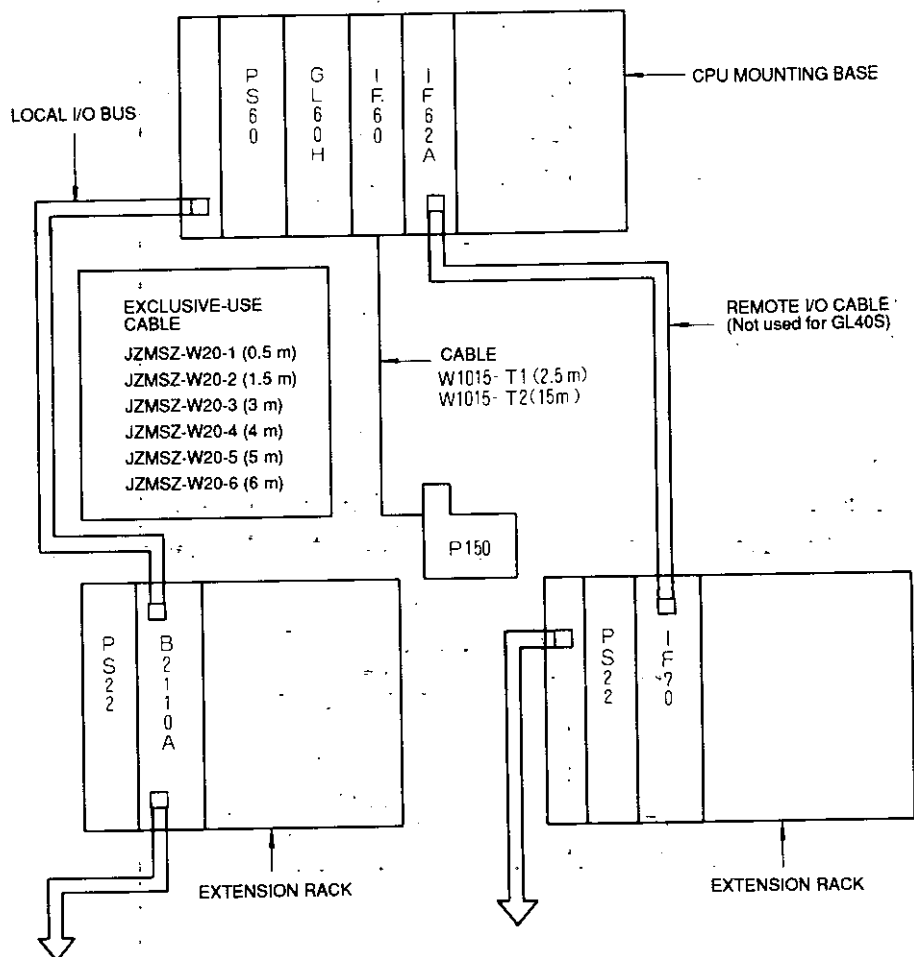 PS60
GL60H
IF60
IF62A
CPU MOUNTING BASE
LOCAL I/O BUS
EXCLUSIVE-USE
CABLE
JZMSZ-W20-1 (0.5 m)
JZMSZ-W20-2 (1.5 m)
JZMSZ-W20-3 (3 m)
JZMSZ-W20-4 (4 m)
JZMSZ-W20-5 (5 m)
JZMSZ-W20-6 (6 m)
CABLE
W1015-T1 (2.5m)
W1015-T2(15m)
REMOTE I/O CABLE
(Not used for GL40S)
P150
PS22
B2110A
EXTENSION RACK
PS22
IF70
EXTENSION RACK